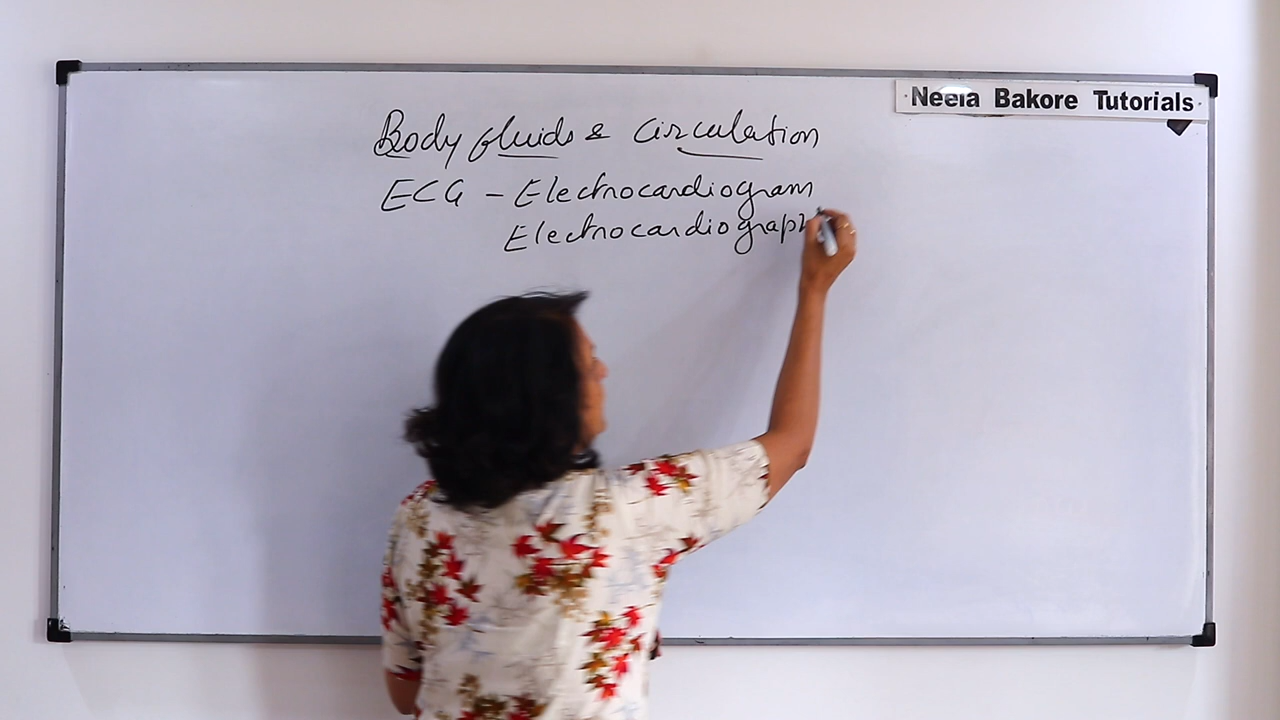 Neela Bakore Tutorials
Body fluids & Circulation
ECG - Electrocardiogram
Electrocardiograph